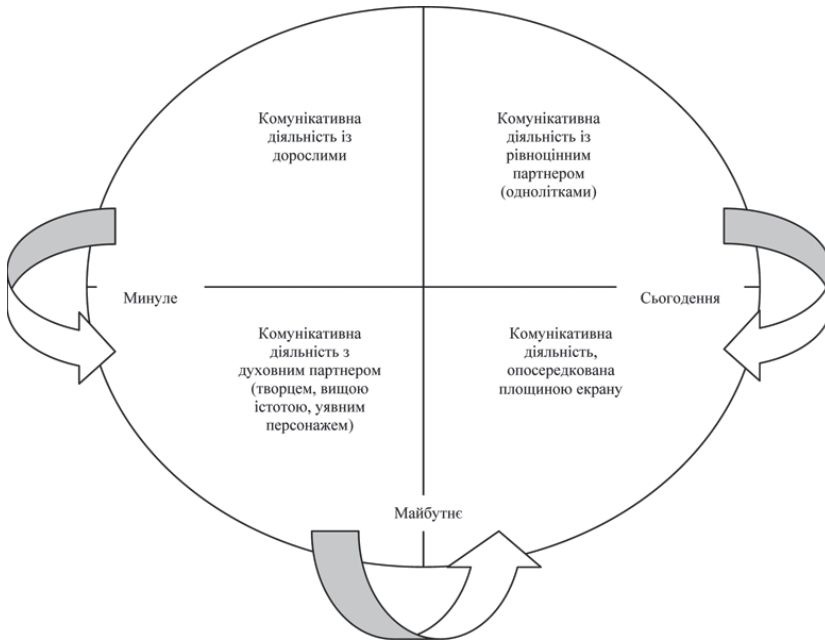 Комунікативна
діяльність із
дорослими
Комунікативна
діяльність із
рівноцінним
партнером
(однолітками)
Минуле
Сьогодення
Комунікативна
діяльність з
духовним партнером
(творцем, вищою
істотою, уявним
персонажем)
Комунікативна
діяльність,
опосередкована
площиною екрану
Майбутнє